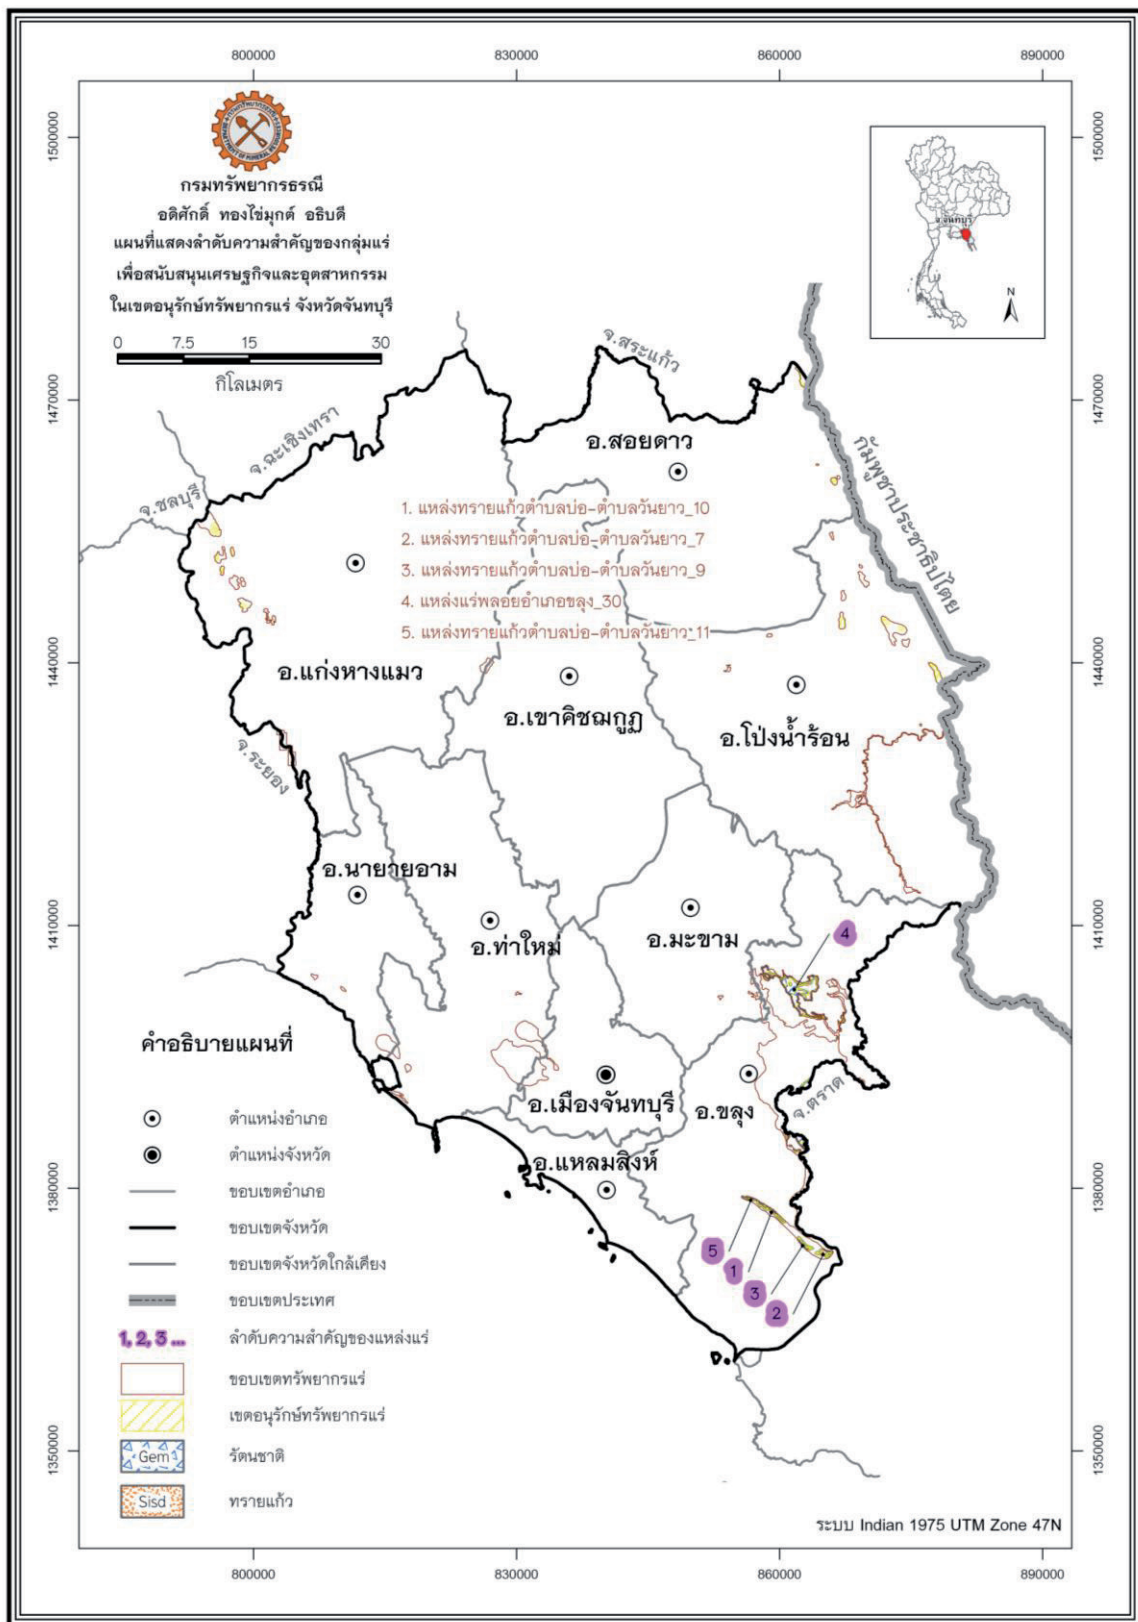 800000
830000
860000
890000
1500000
1500000
กรมทรัพยากรธรณี
อดิศักดิ์ ทองไข่มุกต์ อธิบดี
แผนที่แสดงลำดับความสำคัญของกลุ่มแร่
เพื่อสนับสนุนเศรษฐกิจและอุตสาหกรรม
ในเขตอนุรักษ์ทรัพยากรแร่ จังหวัดจันทบุรี
0 7.5 15 30
กิโลเมตร
จ.จันทบุรี
N
1470000
1470000
จ.สระแก้ว
จ.ฉะเชิงเทรา
จ.ชลบุรี
อ.สอยดาว
กัมพูชาประชาธิปไตย
1. แหล่งทรายแก้วตำบลบ่อ-ตำบลวันยาว_10
2. แหล่งทรายแก้วตำบลบ่อ-ตำบลวันยาว_7
3. แหล่งทรายแก้วตำบลบ่อ-ตำบลวันยาว_9
4. แหล่งแร่พลอยอำเภอขลุง_30
5. แหล่งทรายแก้วตำบลบ่อ-ตำบลวันยาว_11
1440000
1440000
อ.แก่งหางแมว
อ.เขาคิชฌกูฏ
อ.โป่งน้ำร้อน
จ.ระยอง
อ.นายายอาม
อ.ท่าใหม่
อ.มะขาม
1410000
1410000
4
อ.เมืองจันทบุรี
อ.ขลุง
จ.ตราด
อ.แหลมสิงห์
1380000
1380000
5
1
3
2
คำอธิบายแผนที่
ตำแหน่งอำเภอ
ตำแหน่งจังหวัด
ขอบเขตอำเภอ
ขอบเขตจังหวัด
ขอบเขตจังหวัดใกล้เคียง
ขอบเขตประเทศ
1, 2, 3 ... ลำดับความสำคัญของแหล่งแร่
ขอบเขตทรัพยากรแร่
เขตอนุรักษ์ทรัพยากรแร่
Gem รัตนชาติ
Sisd ทรายแก้ว
1350000
1350000
ระบบ Indian 1975 UTM Zone 47N
800000
830000
860000
890000